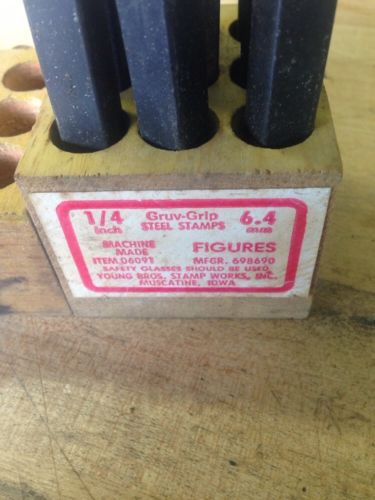 1/4 Gruv-Grip 6.4
inch STEEL STAMPS mm
MACHINE FIGURES
MADE
ITEM 06091 MFGR. 698690
SAFETY GLASSES SHOULD BE USED
YOUNG BROS. STAMP WORKS, INC.
MUSCATINE, IOWA